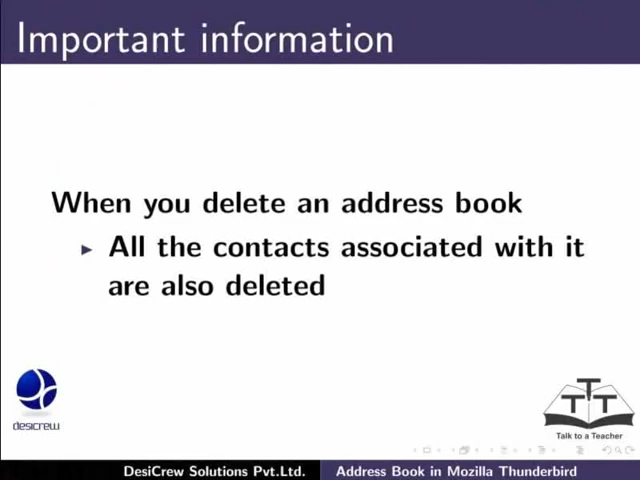 Important information
When you delete an address book
All the contacts associated with it
are also deleted
desicrew
TTT
Talk to a Teacher
DesiCrew Solutions Pvt.Ltd. Address Book in Mozilla Thunderbird